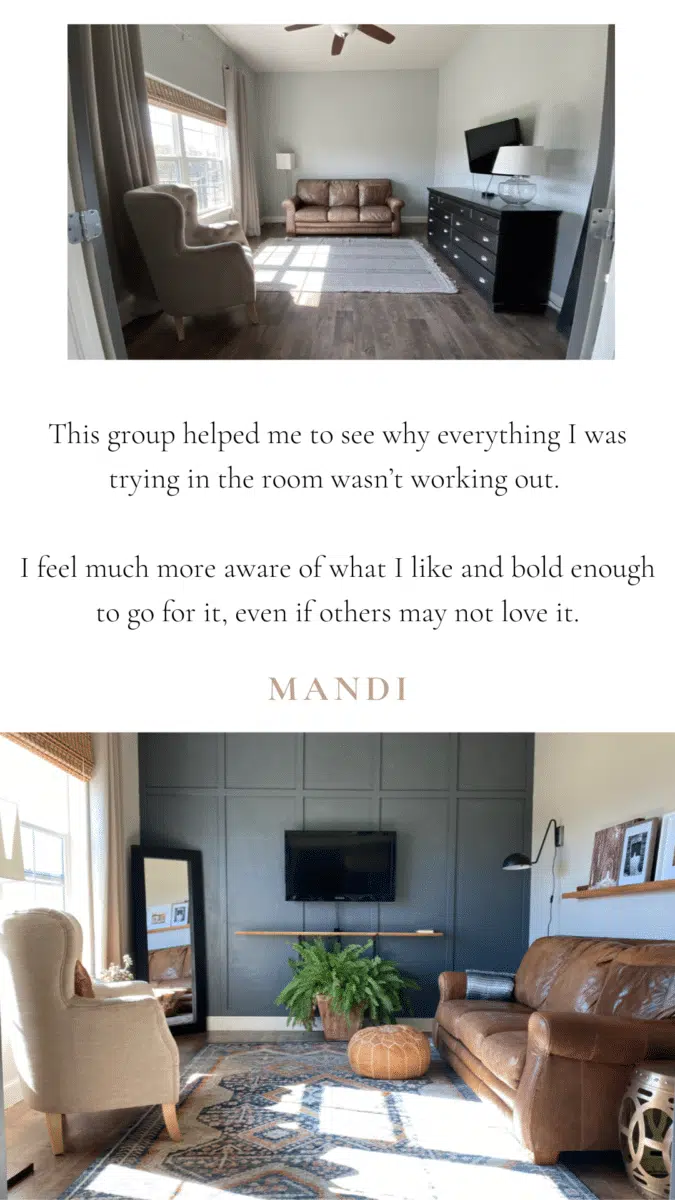 This group helped me to see why everything I was
trying in the room wasn’t working out.
I feel much more aware of what I like and bold enough
to go for it, even if others may not love it.
MANDI